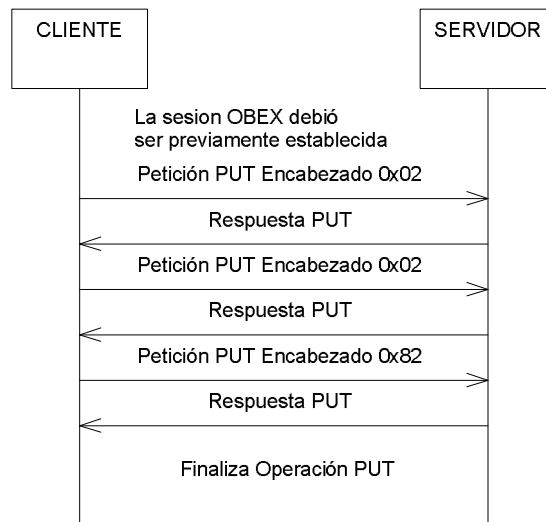 CLIENTE
SERVIDOR
La sesion OBEX debió
ser previamente establecida
Petición PUT Encabezado 0x02
Respuesta PUT
Petición PUT Encabezado 0x02
Respuesta PUT
Petición PUT Encabezado 0x82
Respuesta PUT
Finaliza Operación PUT